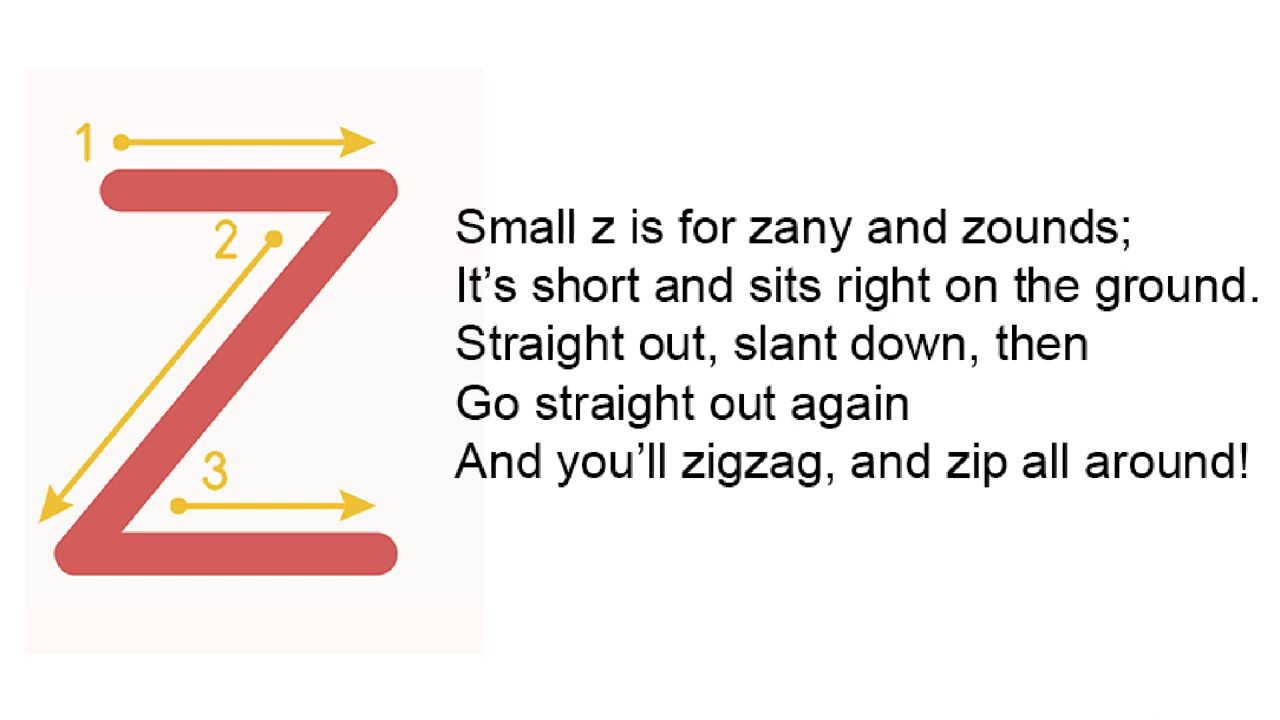 1
2
3
Small z is for zany and zounds;
It’s short and sits right on the ground.
Straight out, slant down, then
Go straight out again
And you’ll zigzag, and zip all around!